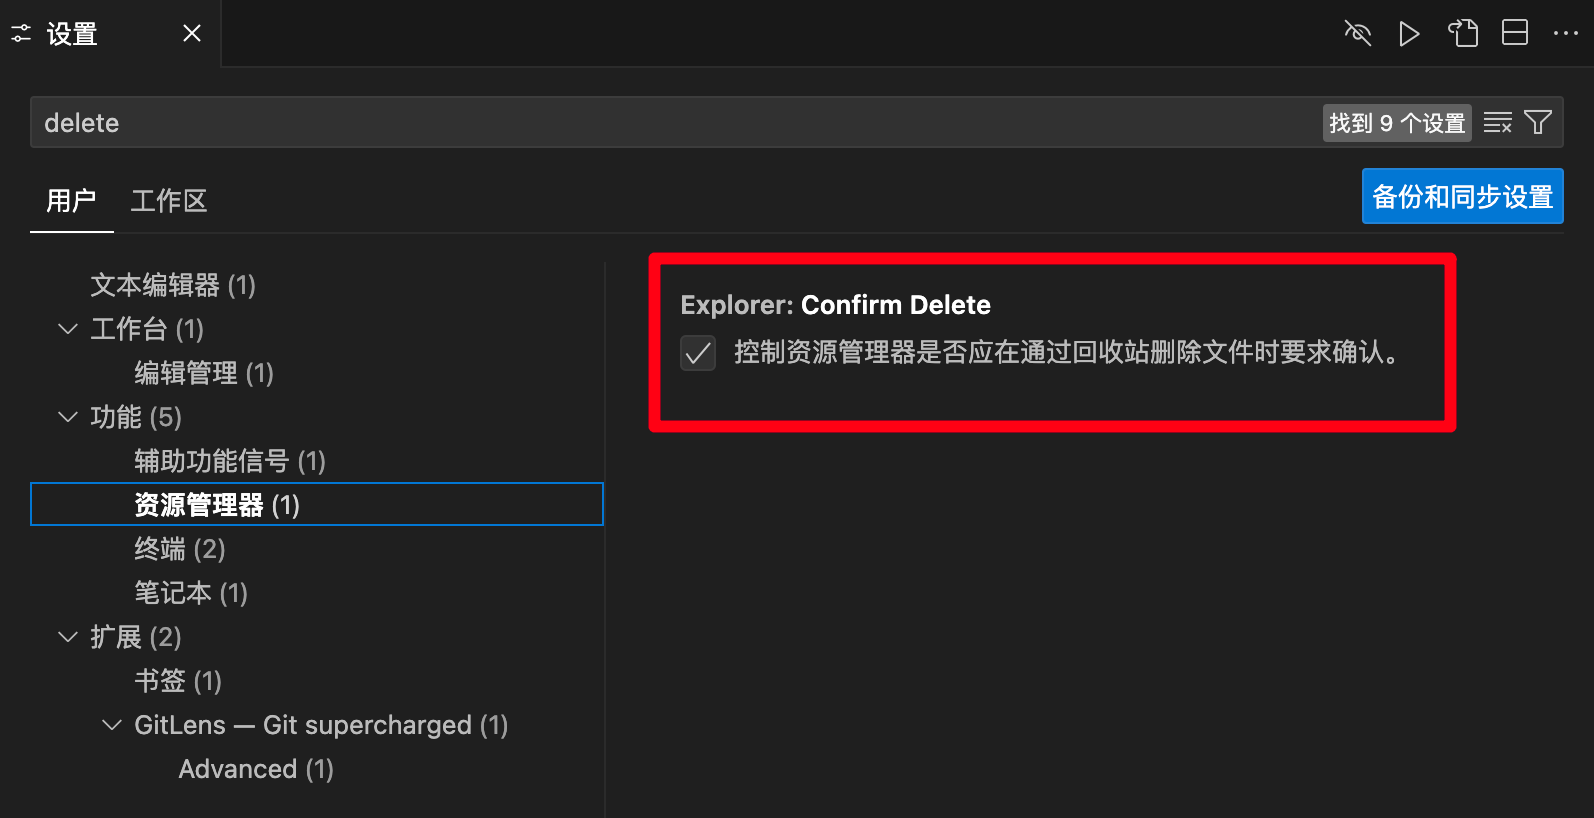 设置
delete
找到 9 个设置
用户
工作区
备份和同步设置
文本编辑器 (1)
工作台 (1)
编辑管理 (1)
功能 (5)
辅助功能信号 (1)
资源管理器 (1)
终端 (2)
笔记本 (1)
扩展 (2)
书签 (1)
GitLens — Git supercharged (1)
Advanced (1)
Explorer: Confirm Delete
控制资源管理器是否应在通过回收站删除文件时要求确认。